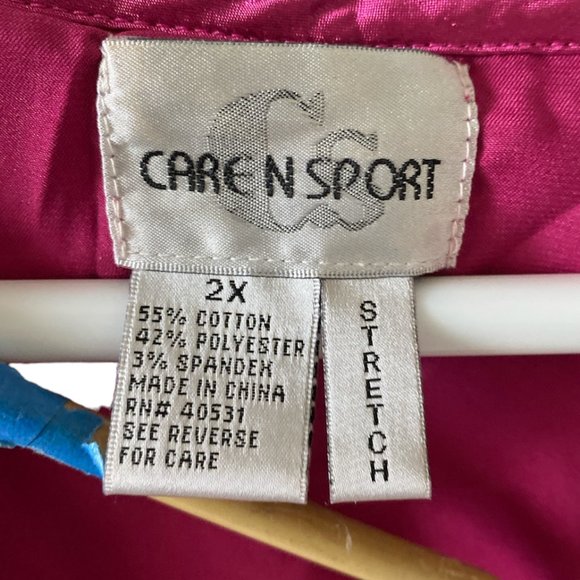 CS
CARE N SPORT
2X
55% COTTON
42% POLYESTER
3% SPANDEX
MADE IN CHINA
RN# 40531
SEE REVERSE
FOR CARE
STRETCH